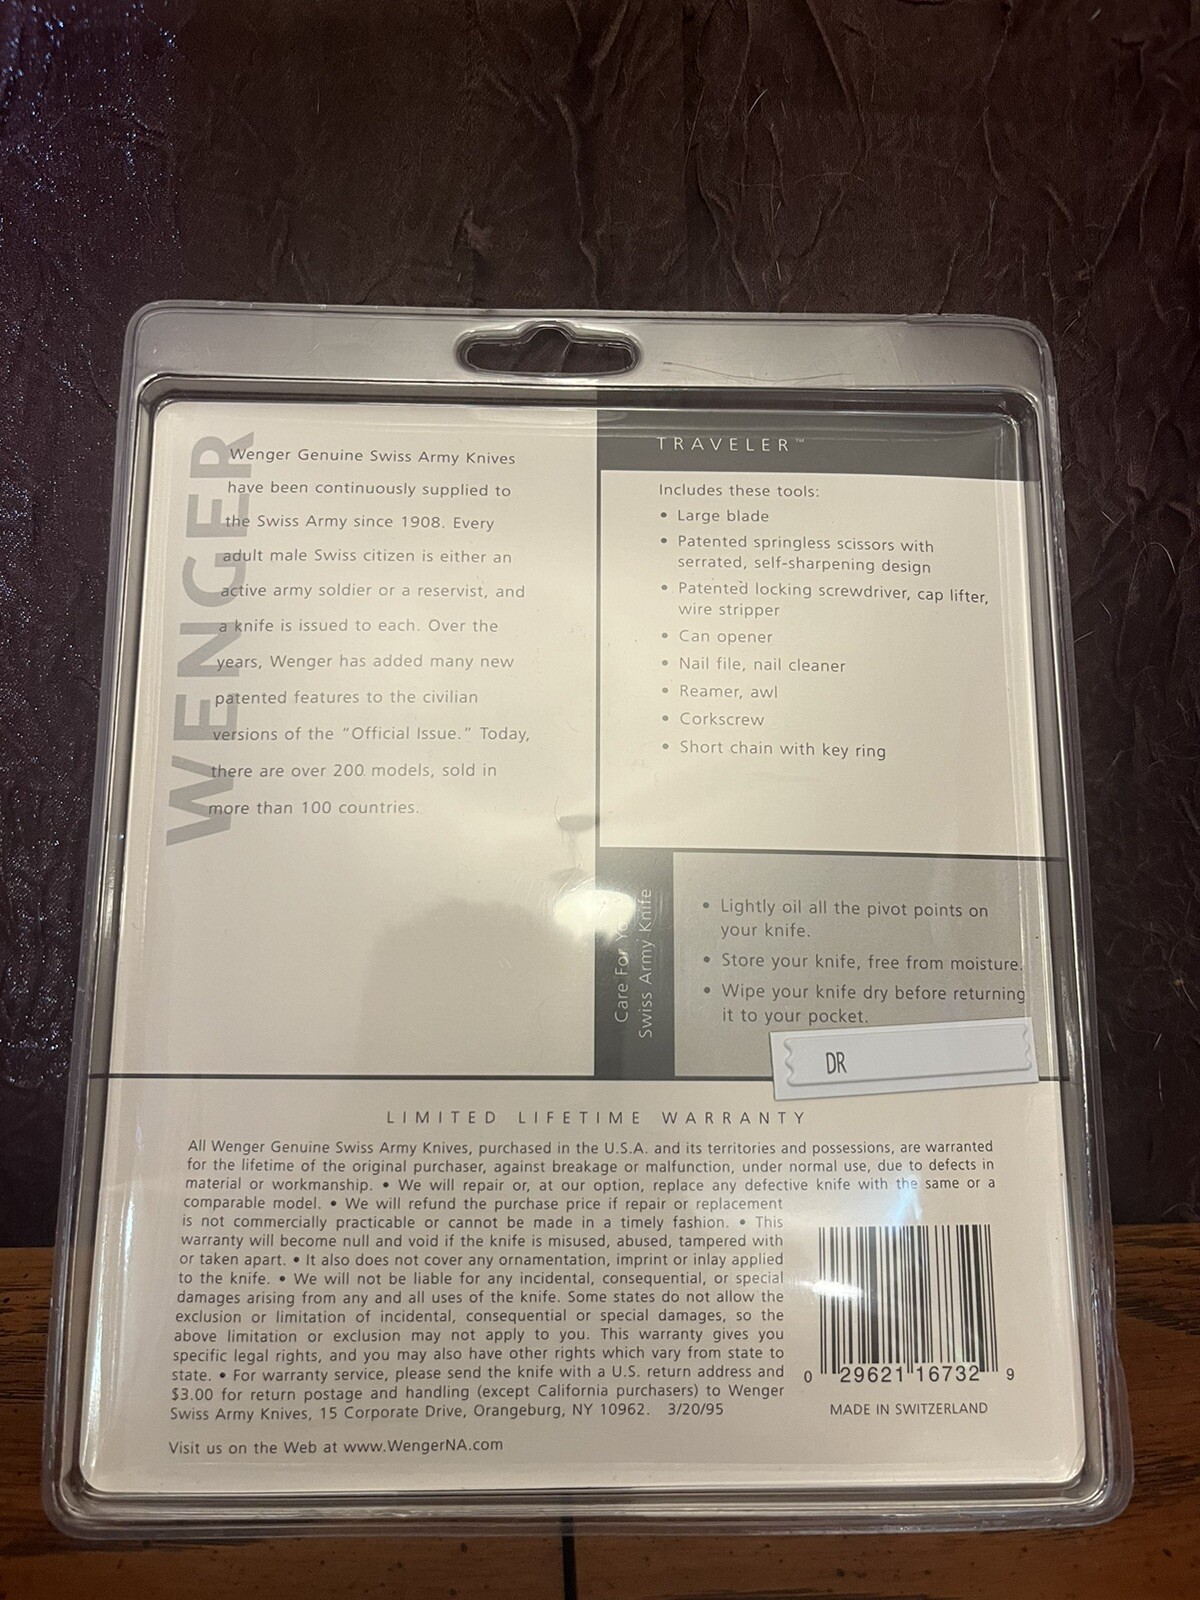 WENGER
Wenger Genuine Swiss Army Knives
have been continuously supplied to
the Swiss Army since 1908. Every
adult male Swiss citizen is either an
active army soldier or a reservist, and
a knife is issued to each. Over the
years, Wenger has added many new
patented features to the civilian
versions of the “Official Issue.” Today,
there are over 200 models, sold in
more than 100 countries.
TRAVELER™
Includes these tools:
• Large blade
• Patented springless scissors with
serrated, self-sharpening design
• Patented locking screwdriver, cap lifter,
wire stripper
• Can opener
• Nail file, nail cleaner
• Reamer, awl
• Corkscrew
• Short chain with key ring
Care For Yo
Swiss Army Knife
• Lightly oil all the pivot points on
your knife.
• Store your knife, free from moisture.
• Wipe your knife dry before returning
it to your pocket.
DR
LIMITED LIFETIME WARRANTY
All Wenger Genuine Swiss Army Knives, purchased in the U.S.A. and its territories and possessions, are warranted
for the lifetime of the original purchaser, against breakage or malfunction, under normal use, due to defects in
material or workmanship. • We will repair or, at our option, replace any defective knife with the same or a
comparable model. • We will refund the purchase price if repair or replacement
is not commercially practicable or cannot be made in a timely fashion. • This
warranty will become null and void if the knife is misused, abused, tampered with
or taken apart. • It also does not cover any ornamentation, imprint or inlay applied
to the knife. • We will not be liable for any incidental, consequential, or special
damages arising from any and all uses of the knife. Some states do not allow the
exclusion or limitation of incidental, consequential or special damages, so the
above limitation or exclusion may not apply to you. This warranty gives you
specific legal rights, and you may also have other rights which vary from state to
state. • For warranty service, please send the knife with a U.S. return address and
$3.00 for return postage and handling (except California purchasers) to Wenger
Swiss Army Knives, 15 Corporate Drive, Orangeburg, NY 10962. 3/20/95
Visit us on the Web at www.WengerNA.com
0 29621 16732 9
MADE IN SWITZERLAND